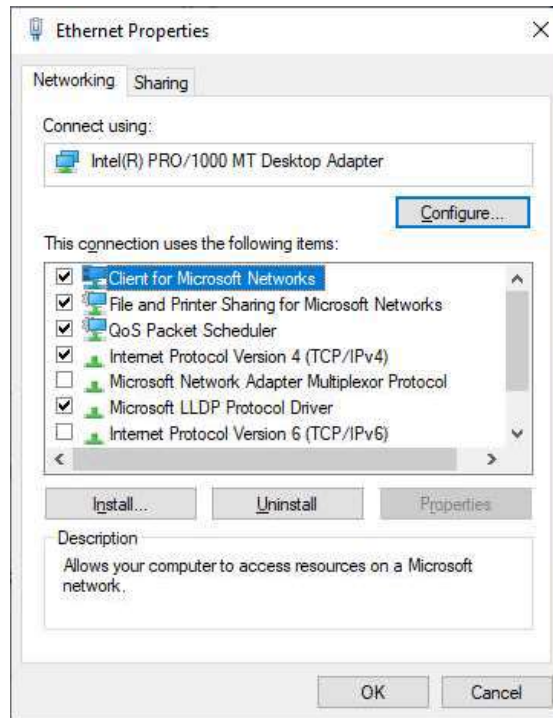 Ethernet Properties
Networking
Sharing
Connect using:
Intel(R) PRO/1000 MT Desktop Adapter
Configure...
This connection uses the following items:
Client for Microsoft Networks
File and Printer Sharing for Microsoft Networks
QoS Packet Scheduler
Internet Protocol Version 4 (TCP/IPv4)
Microsoft Network Adapter Multiplexor Protocol
Microsoft LLDP Protocol Driver
Internet Protocol Version 6 (TCP/IPv6)
Install...
Uninstall
Properties
Description
Allows your computer to access resources on a Microsoft
network.
OK
Cancel